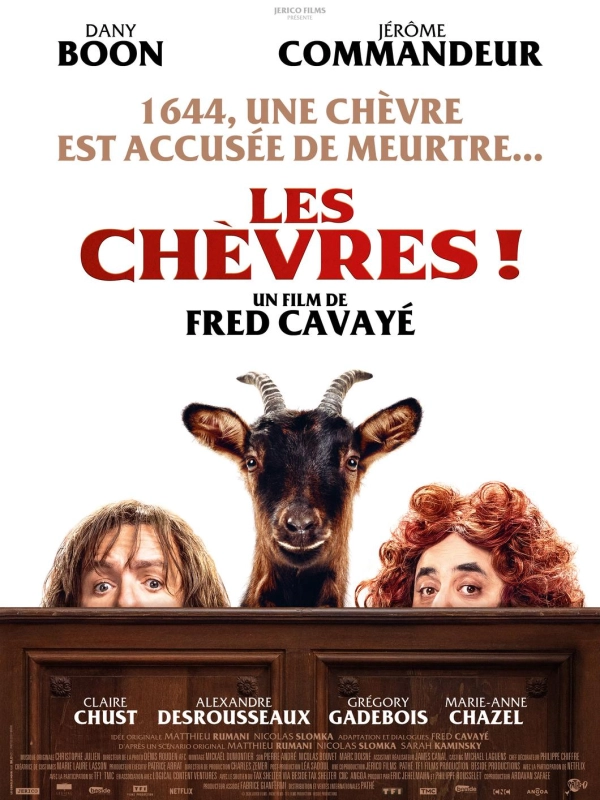 JERICO FILMS
PRÉSENTE
DANY
BOON
JÉRÔME
COMMANDEUR
1644, UNE CHÈVRE
EST ACCUSÉE DE MEURTRE...
LES
CHÈVRES !
UN FILM DE
FRED CAVAYÉ
CLAIRE
CHUST
ALEXANDRE
DESROUSSEAUX
GRÉGORY
GADEBOIS
MARIE-ANNE
CHAZEL
IDÉE ORIGINALE MATTHIEU RUMANI NICOLAS SLOMKA ADAPTATION ET DIALOGUES FRED CAVAYÉ
D'APRÈS UN SCÉNARIO ORIGINAL MATTHIEU RUMANI, NICOLAS SLOMKA, SARAH KAMINSKY
JERICO
TF1
TMC
NETFLIX